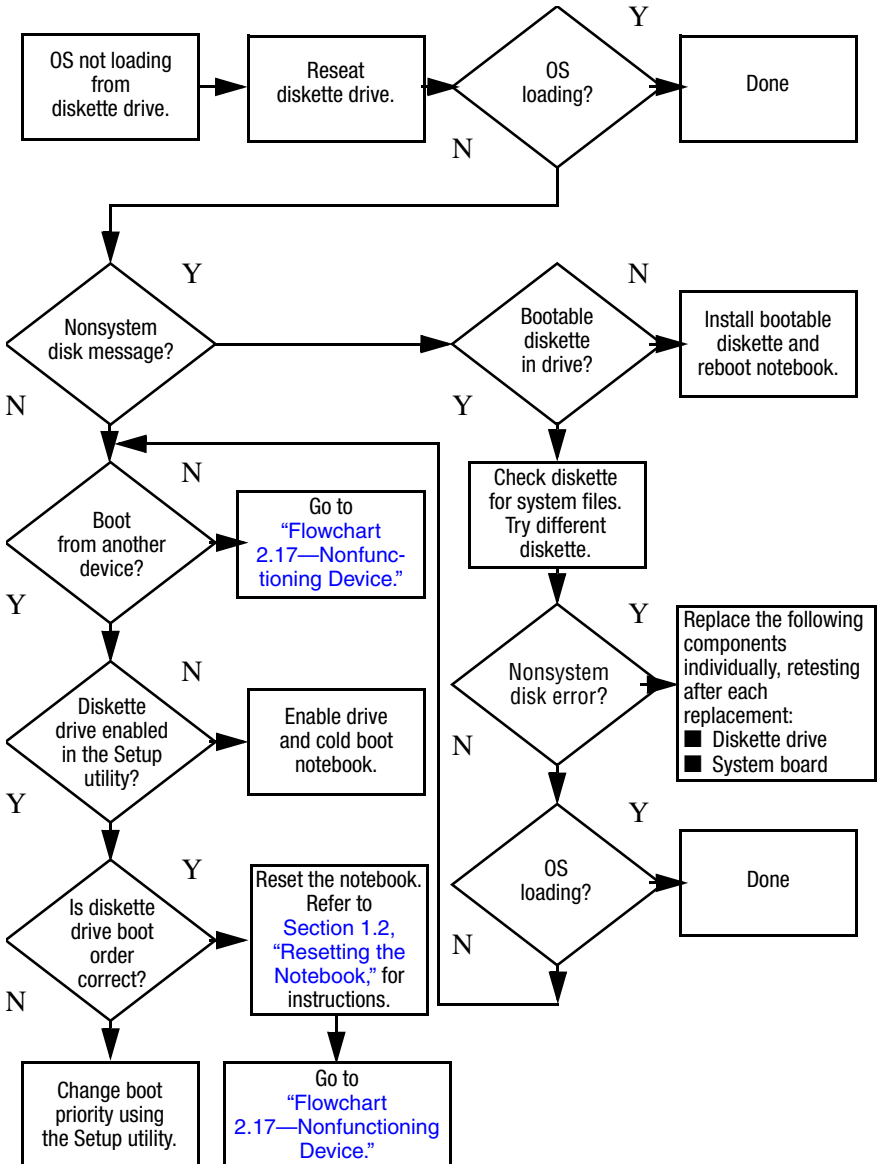 OS not loading
from
diskette drive.
Reseat
diskette drive.
OS
loading?
Y
Done
N
Nonsystem
disk message?
Y
N
Bootable
diskette
in drive?
N
Install bootable
diskette and
reboot notebook.
Y
Check diskette
for system files.
Try different
diskette.
Boot
from another
device?
N
Go to
“Flowchart
2.17—Nonfunc-
tioning Device.”
Y
Nonsystem
disk error?
Y
Replace the following
components
individually, retesting
after each
replacement:
■ Diskette drive
■ System board
N
Diskette
drive enabled
in the Setup
utility?
N
Enable drive
and cold boot
notebook.
Y
OS
loading?
Y
Done
N
Is diskette
drive boot
order
correct?
Y
Reset the notebook.
Refer to
Section 1.2,
“Resetting the
Notebook,” for
instructions.
N
Change boot
priority using
the Setup utility.
Go to
“Flowchart
2.17—Nonfunctioning
Device.”